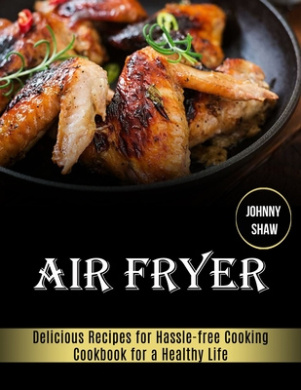 JOHNNY
SHAW
AIR FRYER
Delicious Recipes for Hassle-free Cooking
Cookbook for a Healthy Life